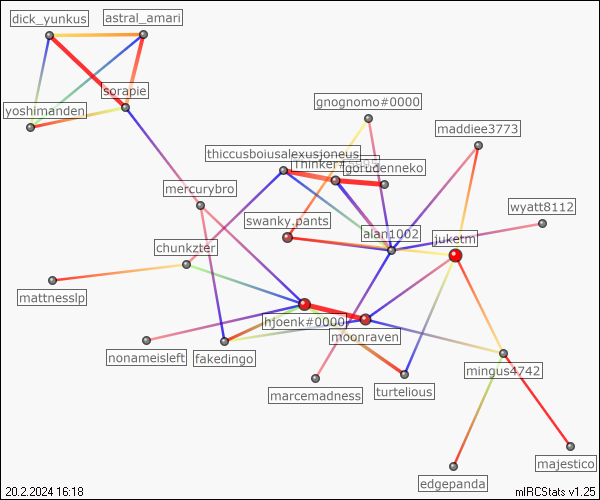 dick_yunkus
astral_amari
sorapie
yoshimanden
gnognomo#0000
maddiee3773
thiccusboiusalexusjoneus
gorudenneko
mercurybro
wyatt8112
swanky.pants
alan1002
juketm
chunkzter
mattnesslp
hjoenk#0000
moonraven
nonameisleft
fakedingo
mingus4742
marcemadness
turtelious
majestico
edgepanda
20.2.2024 16:18
mIRCStats v1.25